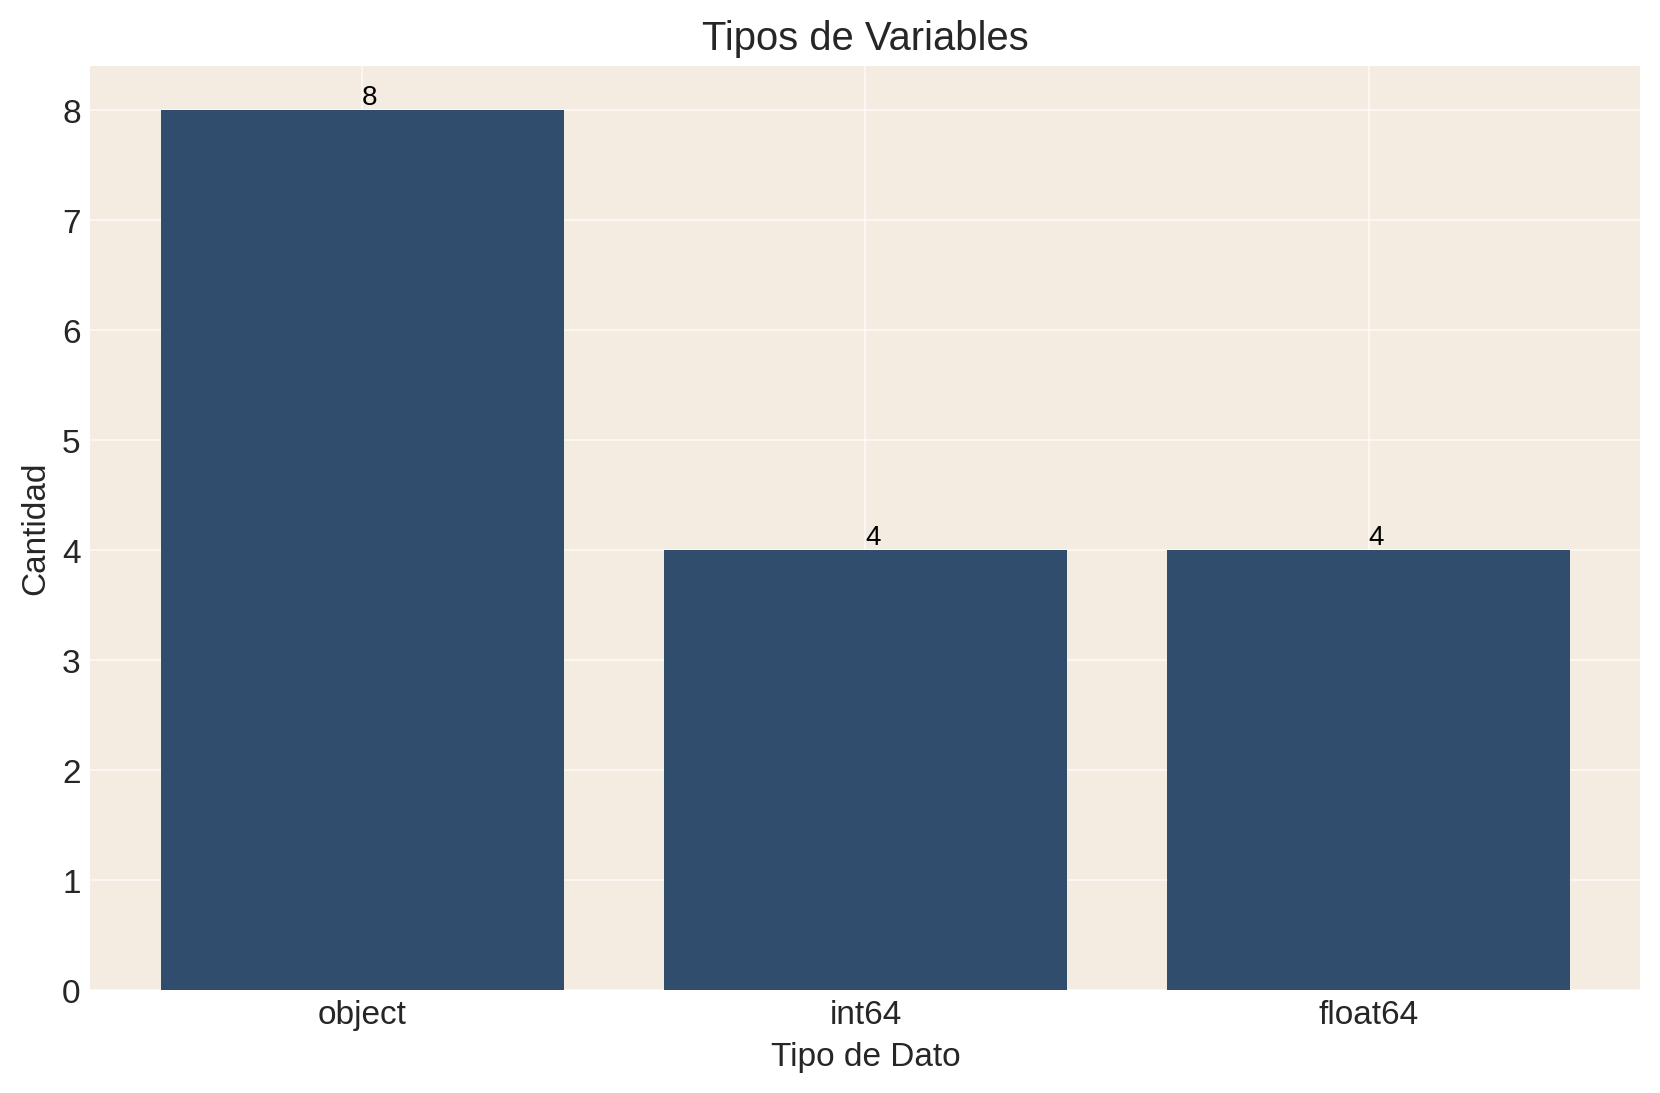 Tipos de Variables
8
4
4
8
7
6
5
4
3
2
1
0
Cantidad
object
int64
float64
Tipo de Dato